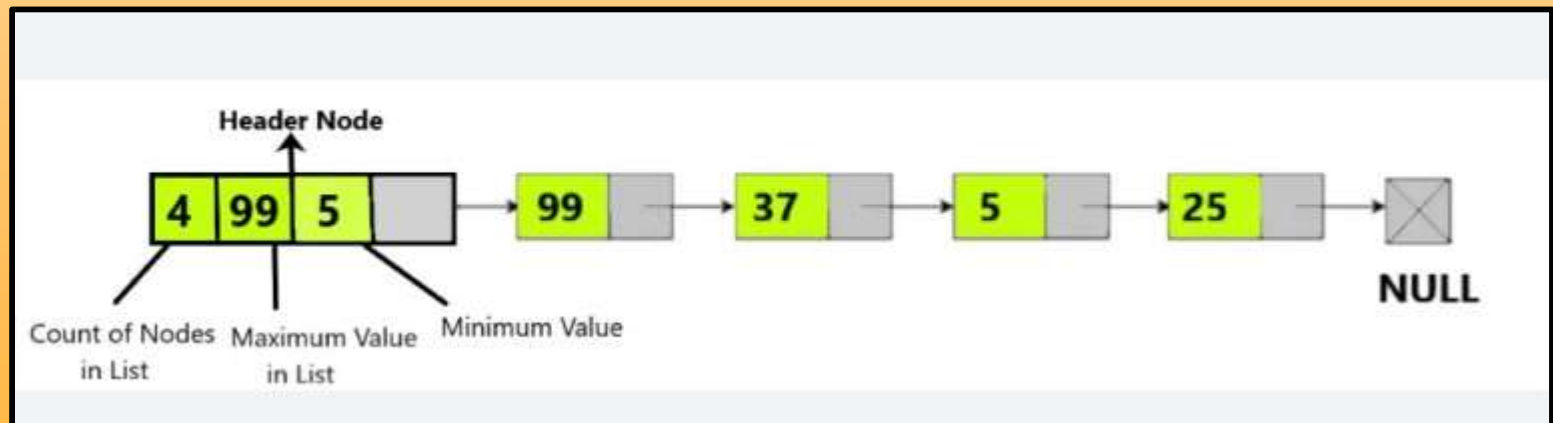 Header Node
4 99 5 99 37 5 25
NULL
Count of Nodes
in List
Maximum Value
in List
Minimum Value